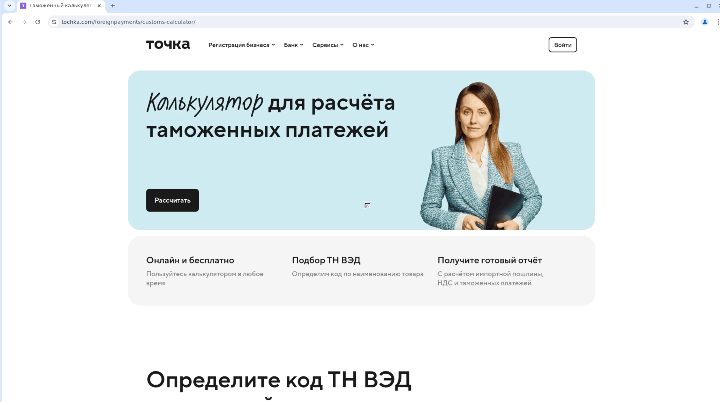 Таможенный калькулят
tochka.com/foreignpayments/customs-calculator/
точка
Регистрация бизнеса
Банк
Сервисы
О нас
Войти
Калькулятор для расчёта
таможенных платежей
Рассчитать
Онлайн и бесплатно
Пользуйтесь калькулятором в любое
время
Подбор ТН ВЭД
Определим код по наименованию товара
Получите готовый отчёт
С расчётом импортной пошлины,
НДС и таможенных платежей
Определите код ТН ВЭД